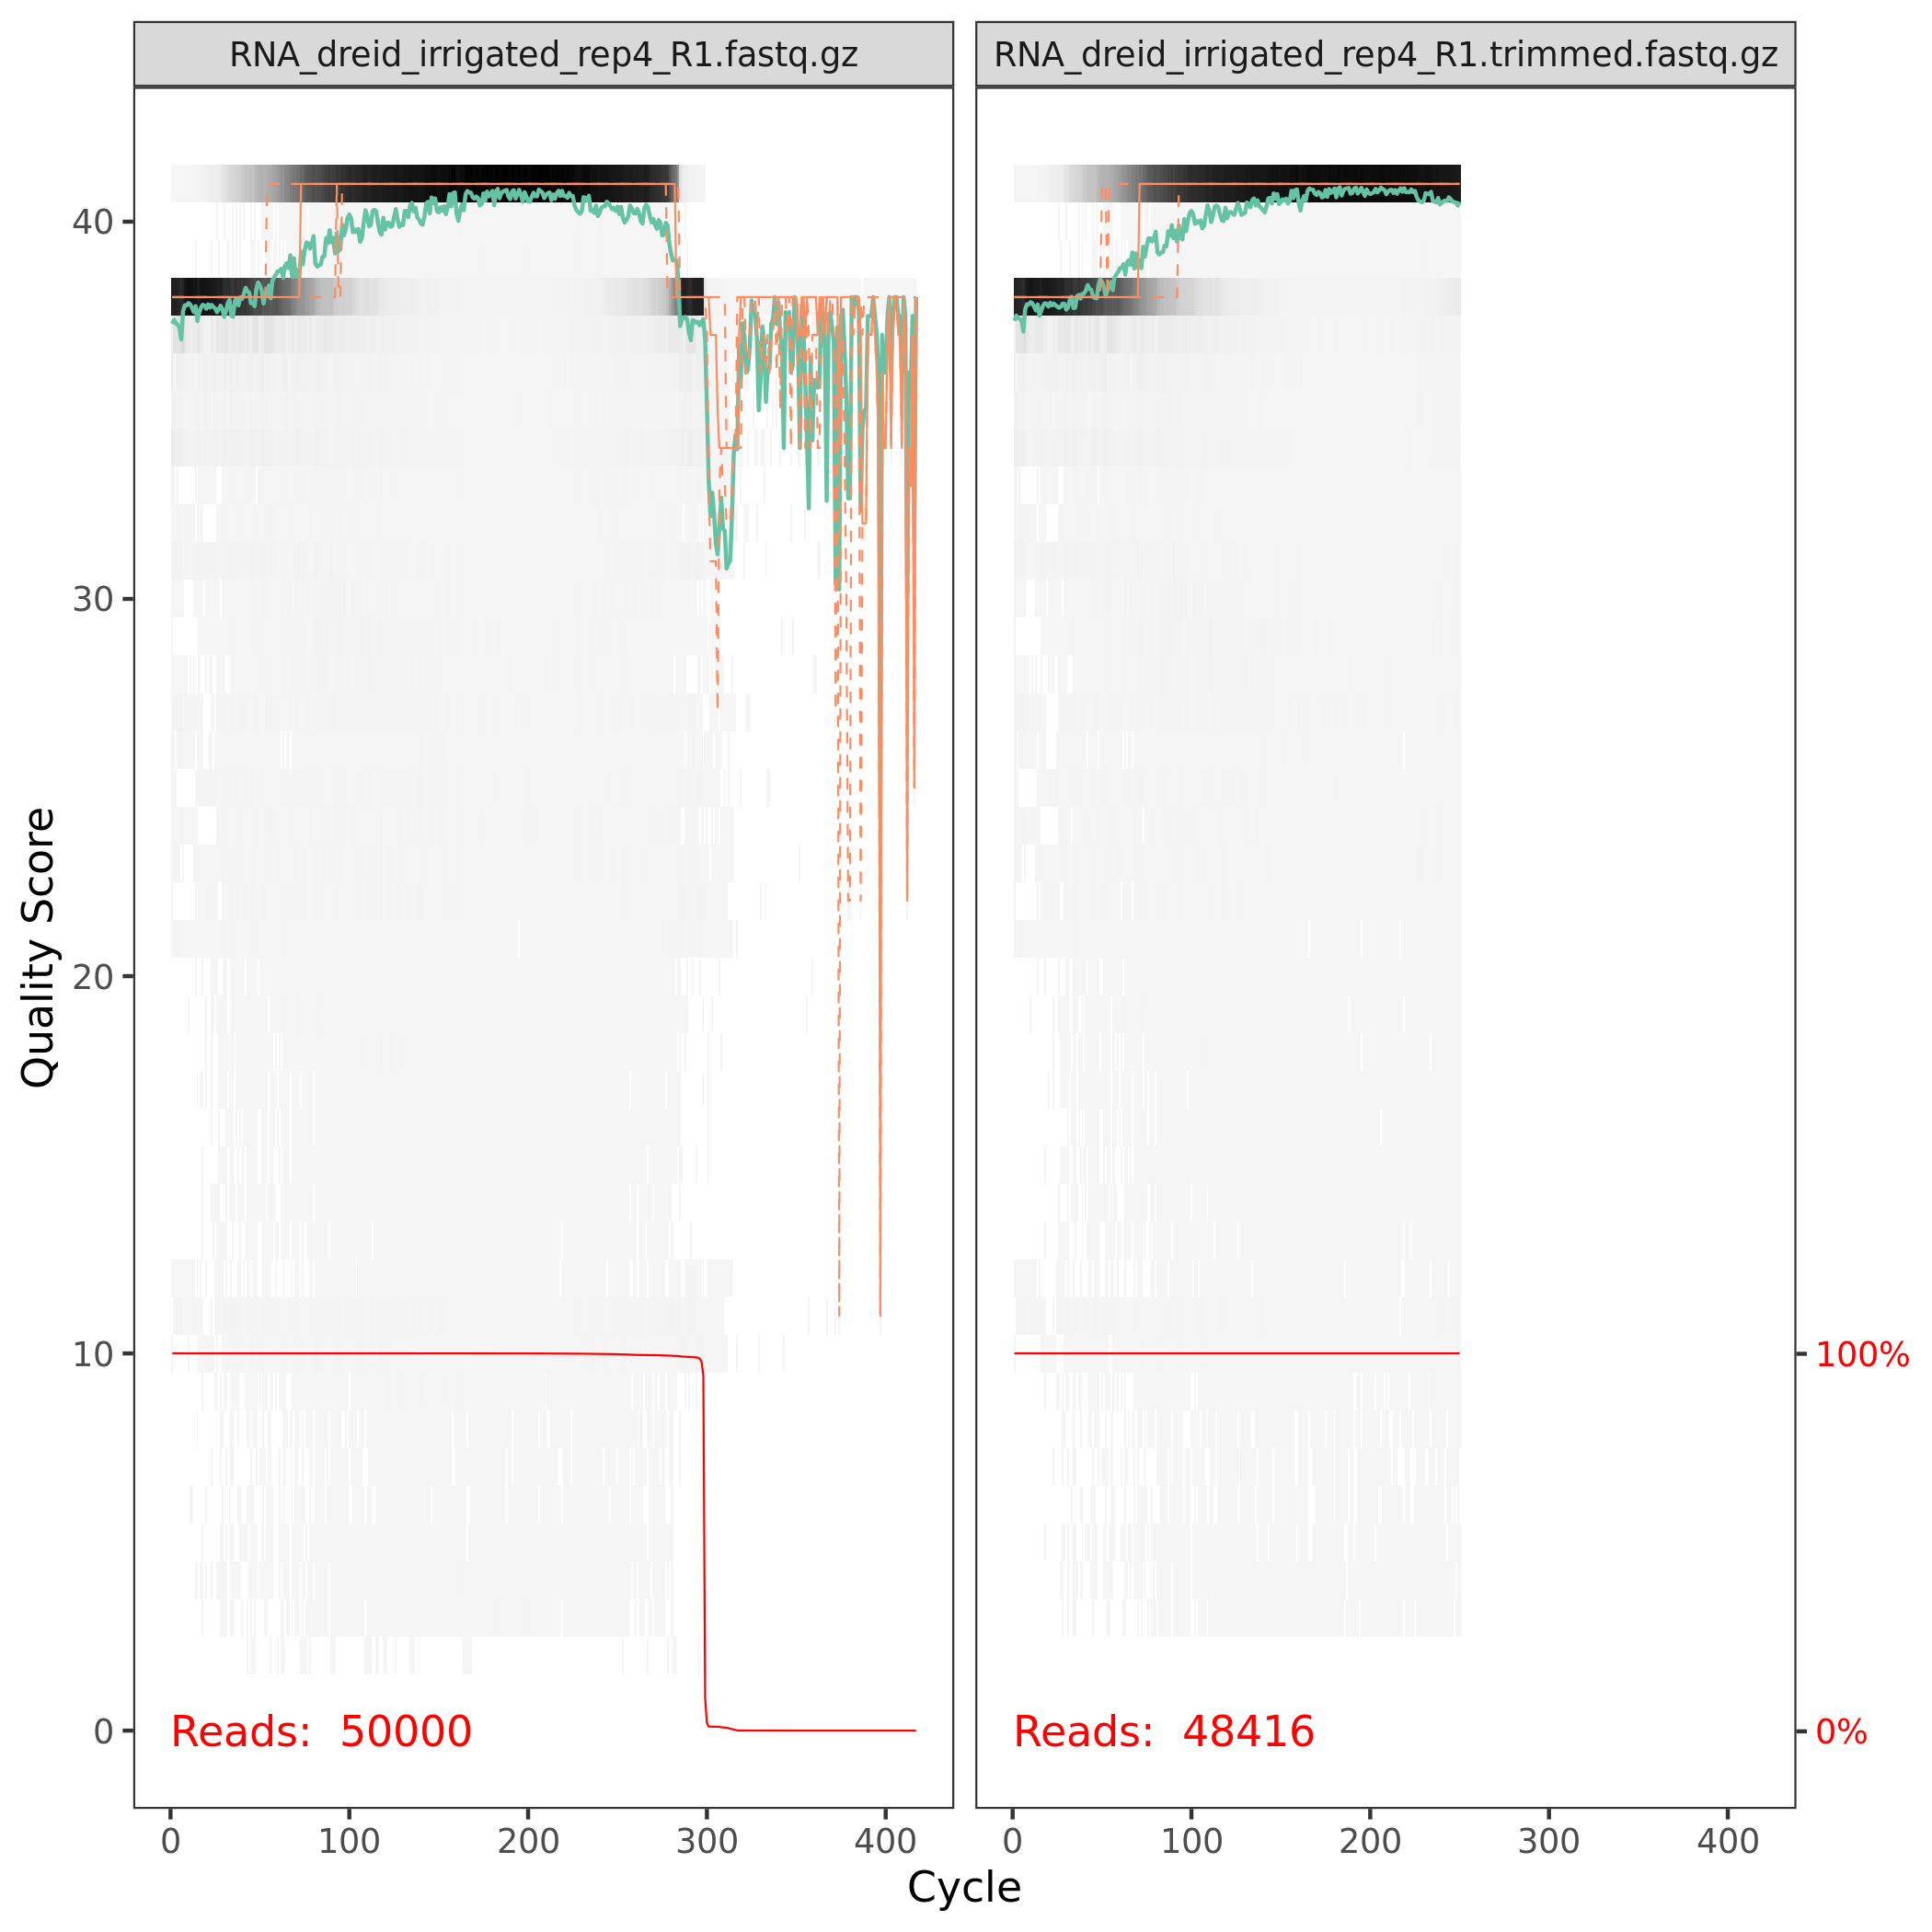 RNA_dreid_irrigated_rep4_R1.fastq.gz
RNA_dreid_irrigated_rep4_R1.trimmed.fastq.gz
Quality Score
40
30
20
10
0
100%
0%
Reads: 50000
Reads: 48416
0 100 200 300 400
0 100 200 300 400
Cycle